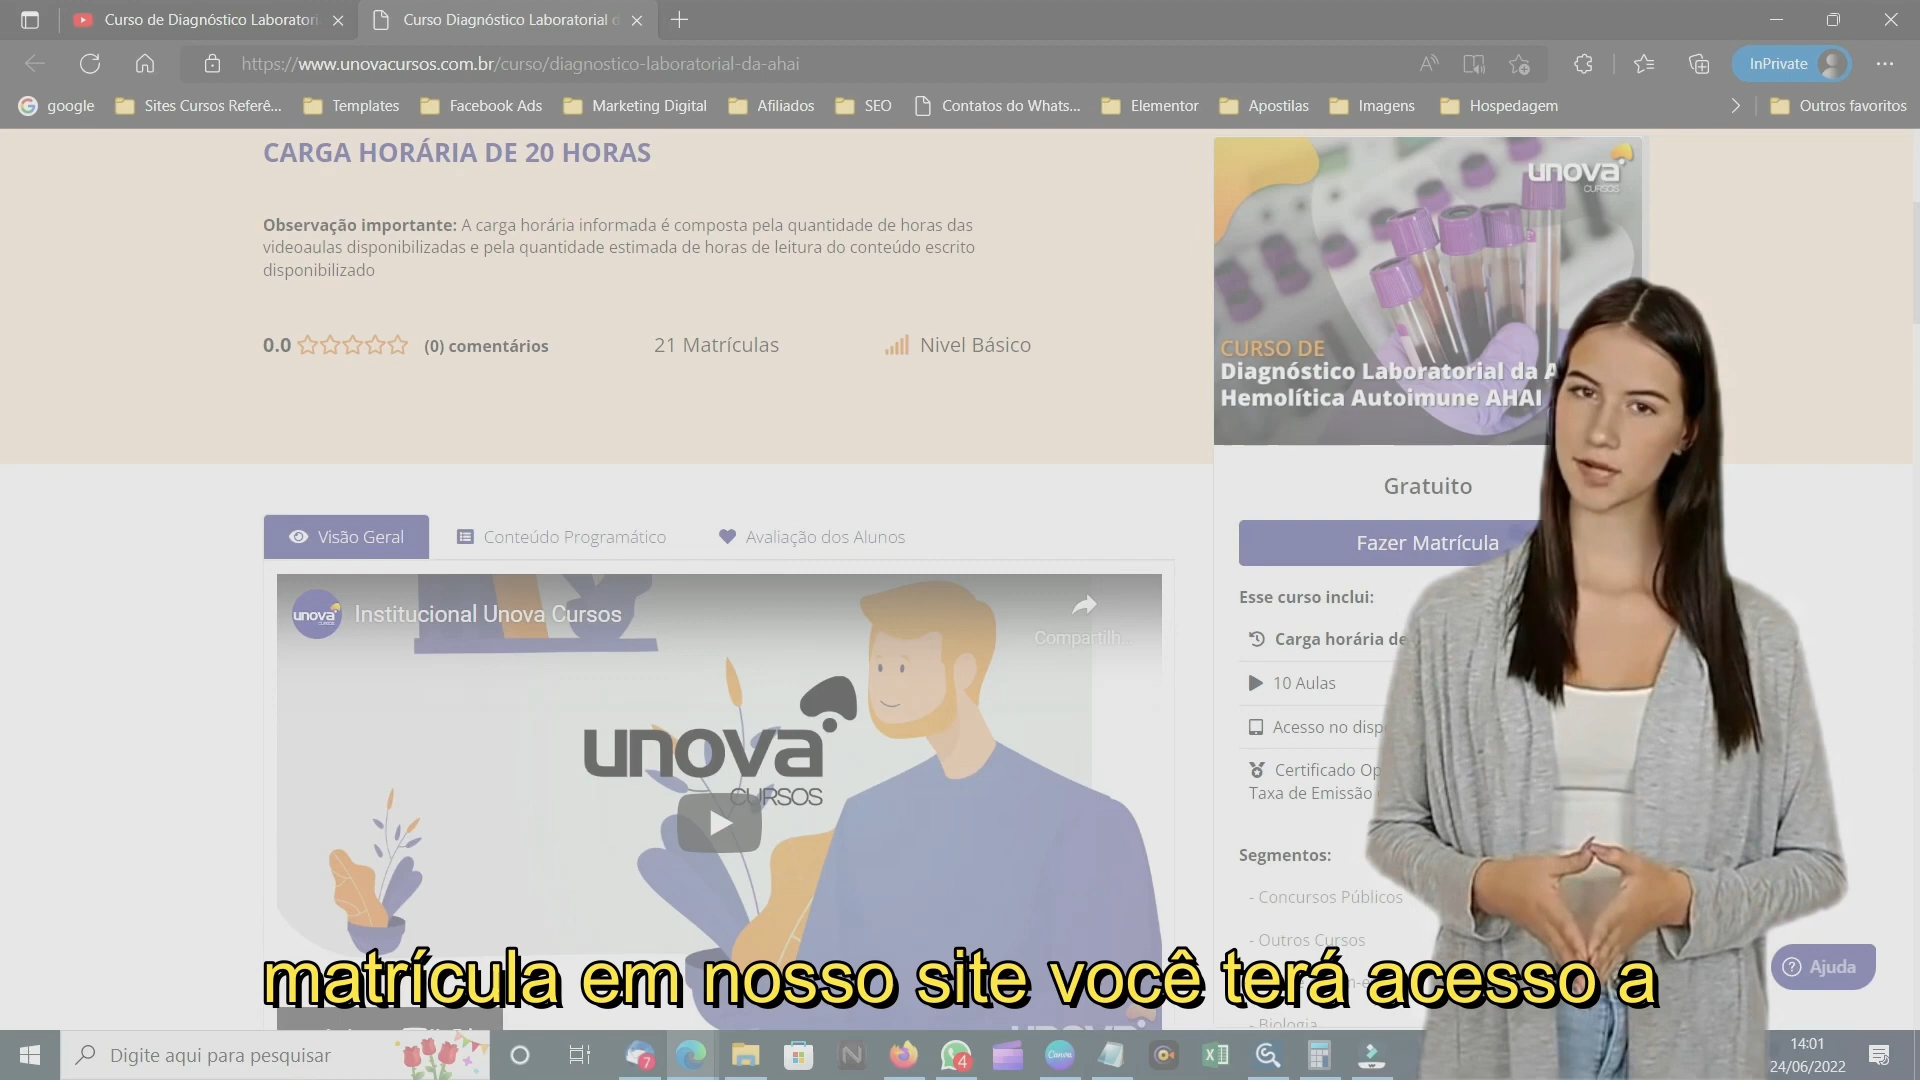 Curso de Diagnóstico Laboratori
Curso Diagnóstico Laboratorial d
https://www.unovacursos.com.br/curso/diagnostico-laboratorial-da-ahai
InPrivate
google
Sites Cursos Referê...
Templates
Facebook Ads
Marketing Digital
Afiliados
SEO
Contatos do Whats...
Elementor
Apostilas
Imagens
Hospedagem
Outros favoritos
CARGA HORÁRIA DE 20 HORAS
Observação importante: A carga horária informada é composta pela quantidade de horas das
videoaulas disponibilizadas e pela quantidade estimada de horas de leitura do conteúdo escrito
disponibilizado
0.0
(0) comentários
21 Matrículas
Nivel Básico
unova
CURSOS
CURSO DE
Diagnóstico Laboratorial da A
Hemolítica Autoimune AHAI
Gratuito
Fazer Matrícula
Visão Geral
Conteúdo Programático
Avaliação dos Alunos
unova
Institucional Unova Cursos
Compartilh...
unova
CURSOS
Esse curso inclui:
Carga horária de
10 Aulas
Acesso no disp
Certificado Op
Taxa de Emissão
Segmentos:
- Concursos Públicos
- Outros Cursos
- Biologia
Ajuda
matrícula em nosso site você terá acesso a
Digite aqui para pesquisar
7
4
Canva
14:01
24/06/2022